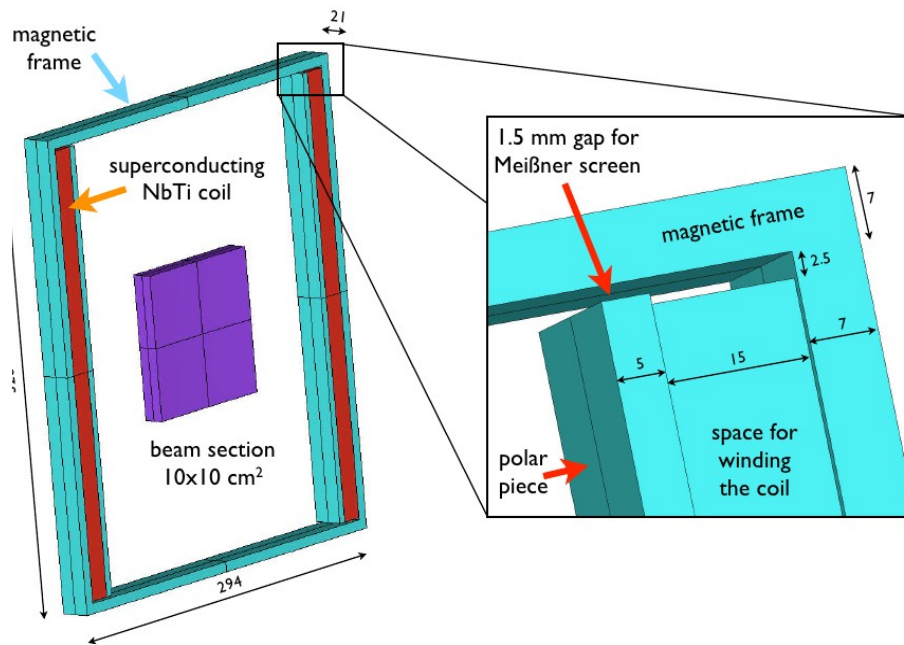 21
magnetic
frame
superconducting
NbTi coil
beam section
10x10 cm²
294
1.5 mm gap for
Meißner screen
magnetic frame
7
2.5
7
5
15
space for
winding
the coil
polar
piece